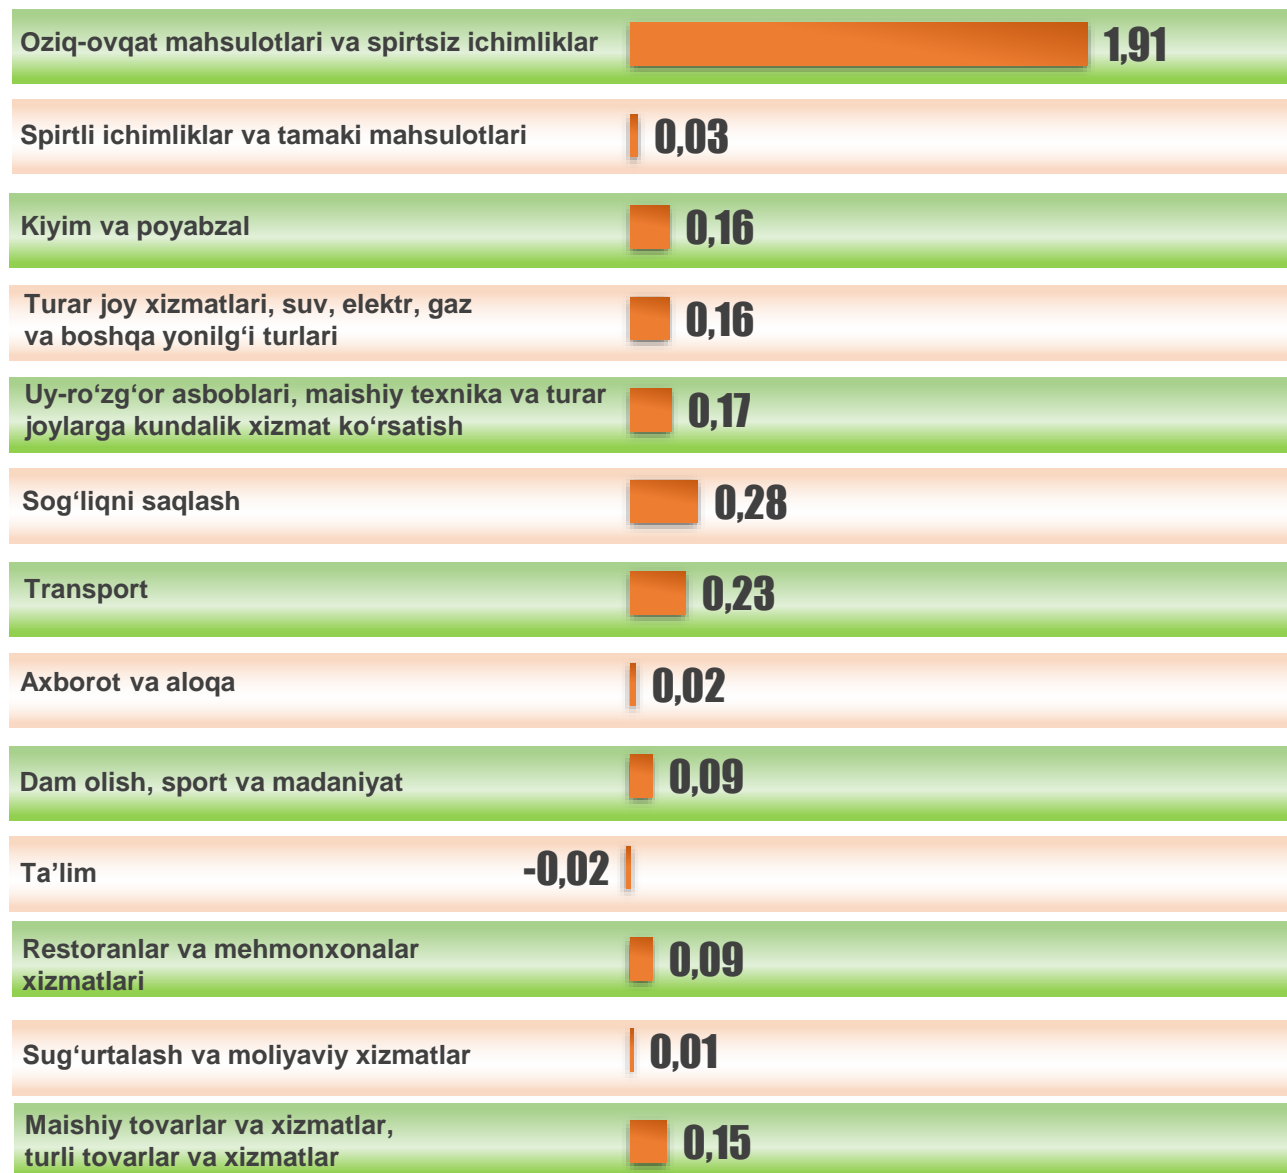 Oziq-ovqat mahsulotlari va spirtsiz ichimliklar 1,91
Spirtli ichimliklar va tamaki mahsulotlari 0,03
Kiyim va poyabzal 0,16
Turar joy xizmatlari, suv, elektr, gaz
va boshqa yonilg‘i turlari 0,16
Uy-ro‘zg‘or asboblari, maishiy texnika va turar
joylarga kundalik xizmat ko‘rsatish 0,17
Sog‘liqni saqlash 0,28
Transport 0,23
Axborot va aloqa 0,02
Dam olish, sport va madaniyat 0,09
Ta’lim -0,02
Restoranlar va mehmonxonalar
xizmatlari 0,09
Sug‘urtalash va moliyaviy xizmatlar 0,01
Maishiy tovarlar va xizmatlar,
turli tovarlar va xizmatlar 0,15